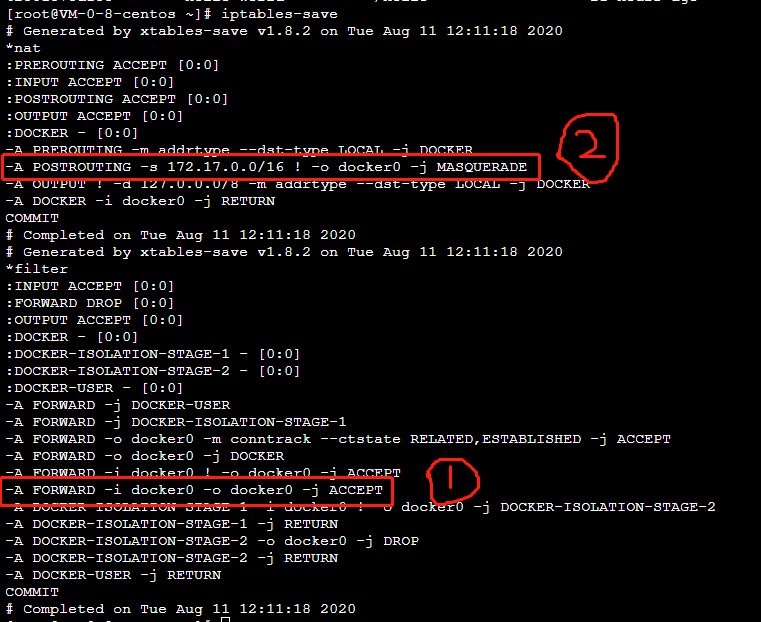 [root@VM-0-8-centos ~]# iptables-save
# Generated by xtables-save v1.8.2 on Tue Aug 11 12:11:18 2020
*nat
:PREROUTING ACCEPT [0:0]
:INPUT ACCEPT [0:0]
:POSTROUTING ACCEPT [0:0]
:OUTPUT ACCEPT [0:0]
:DOCKER - [0:0]
-A PREROUTING -m addrtype --dst-type LOCAL -j DOCKER
2
-A POSTROUTING -s 172.17.0.0/16 ! -o docker0 -j MASQUERADE
-A OUTPUT ! -d 127.0.0.0/8 -m addrtype --dst-type LOCAL -j DOCKER
-A DOCKER -i docker0 -j RETURN
COMMIT
# Completed on Tue Aug 11 12:11:18 2020
# Generated by xtables-save v1.8.2 on Tue Aug 11 12:11:18 2020
*filter
:INPUT ACCEPT [0:0]
:FORWARD DROP [0:0]
:OUTPUT ACCEPT [0:0]
:DOCKER - [0:0]
:DOCKER-ISOLATION-STAGE-1 - [0:0]
:DOCKER-ISOLATION-STAGE-2 - [0:0]
:DOCKER-USER - [0:0]
-A FORWARD -j DOCKER-USER
-A FORWARD -j DOCKER-ISOLATION-STAGE-1
-A FORWARD -o docker0 -m conntrack --ctstate RELATED,ESTABLISHED -j ACCEPT
-A FORWARD -o docker0 -j DOCKER
-A FORWARD -i docker0 ! -o docker0 -j ACCEPT
-A FORWARD -i docker0 -o docker0 -j ACCEPT
1
-A DOCKER-ISOLATION-STAGE-1 -i docker0 ! -o docker0 -j DOCKER-ISOLATION-STAGE-2
-A DOCKER-ISOLATION-STAGE-1 -j RETURN
-A DOCKER-ISOLATION-STAGE-2 -o docker0 -j DROP
-A DOCKER-ISOLATION-STAGE-2 -j RETURN
-A DOCKER-USER -j RETURN
COMMIT
# Completed on Tue Aug 11 12:11:18 2020